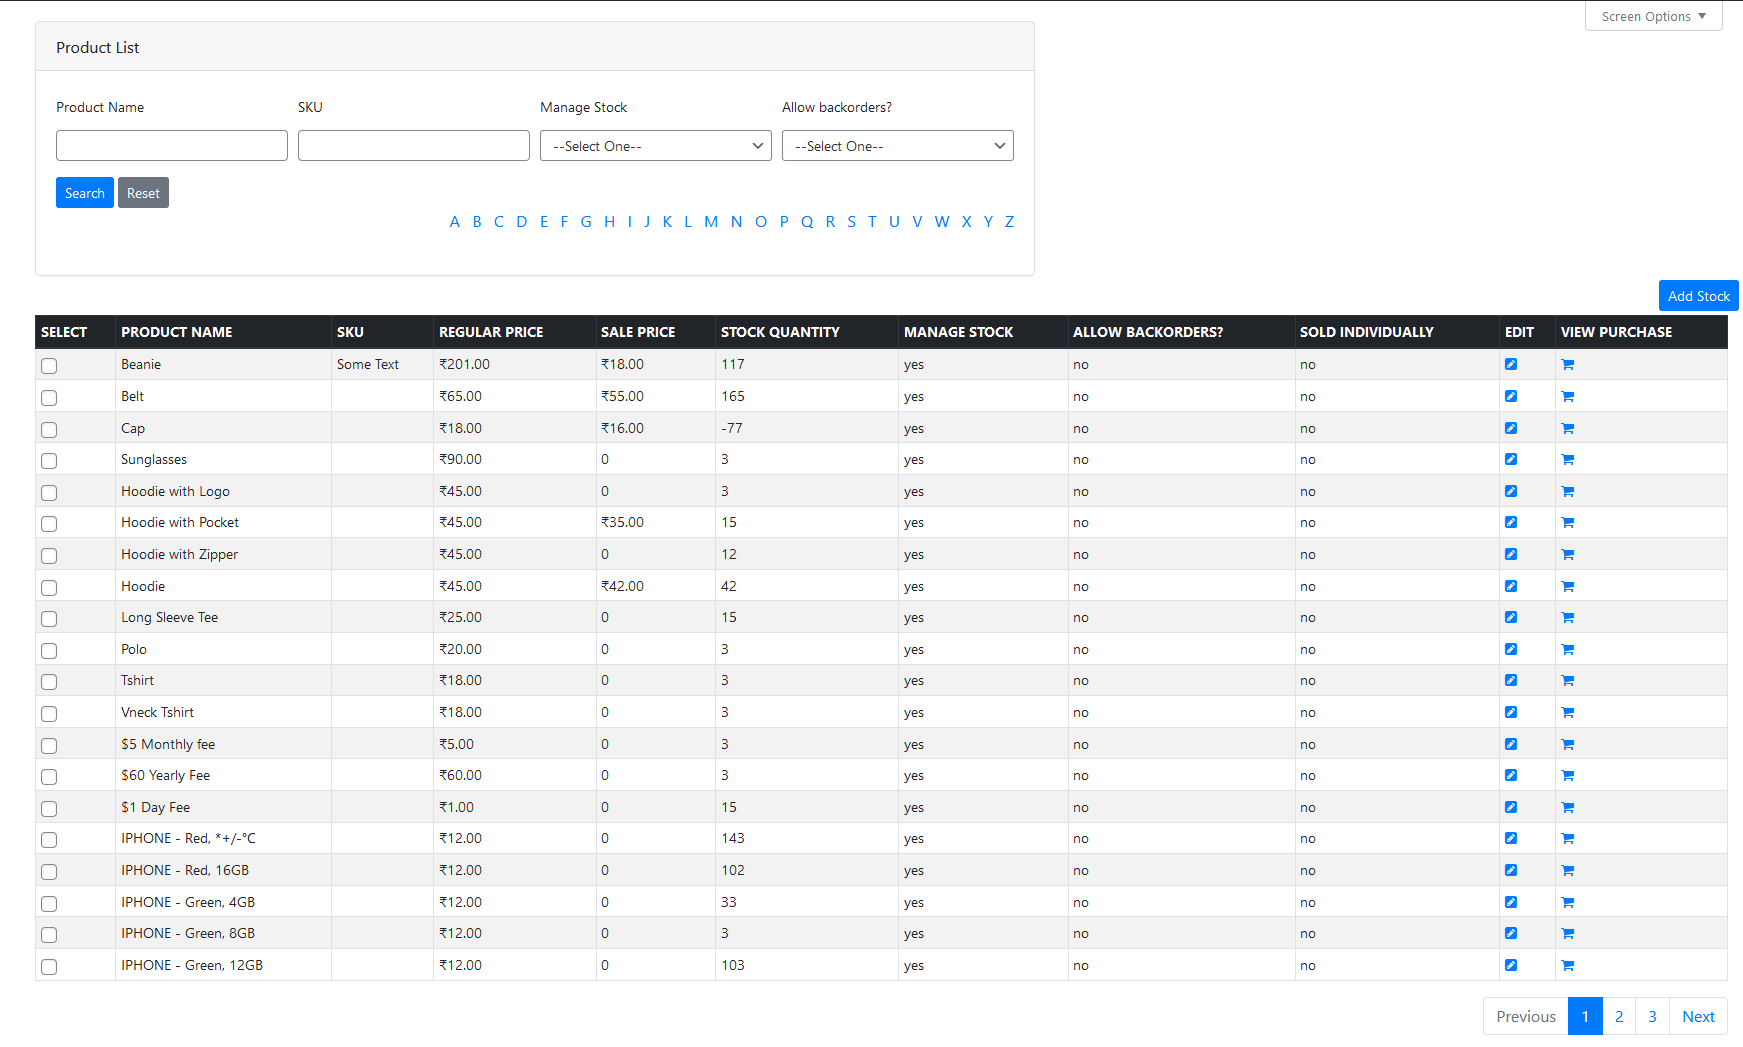 Screen Options ▼
Product List
Product Name SKU Manage Stock Allow backorders?
--Select One-- --Select One--
Search Reset
A B C D E F G H I J K L M N O P Q R S T U V W X Y Z
Add Stock
SELECT PRODUCT NAME SKU REGULAR PRICE SALE PRICE STOCK QUANTITY MANAGE STOCK ALLOW BACKORDERS? SOLD INDIVIDUALLY EDIT VIEW PURCHASE
Beanie Some Text ₹201.00 ₹18.00 117 yes no no
Belt ₹65.00 ₹55.00 165 yes no no
Cap ₹18.00 ₹16.00 -77 yes no no
Sunglasses ₹90.00 0 3 yes no no
Hoodie with Logo ₹45.00 0 3 yes no no
Hoodie with Pocket ₹45.00 ₹35.00 15 yes no no
Hoodie with Zipper ₹45.00 0 12 yes no no
Hoodie ₹45.00 ₹42.00 42 yes no no
Long Sleeve Tee ₹25.00 0 15 yes no no
Polo ₹20.00 0 3 yes no no
Tshirt ₹18.00 0 3 yes no no
Vneck Tshirt ₹18.00 0 3 yes no no
$5 Monthly fee ₹5.00 0 3 yes no no
$60 Yearly Fee ₹60.00 0 3 yes no no
$1 Day Fee ₹1.00 0 15 yes no no
IPHONE - Red, *+/-°C ₹12.00 0 143 yes no no
IPHONE - Red, 16GB ₹12.00 0 102 yes no no
IPHONE - Green, 4GB ₹12.00 0 33 yes no no
IPHONE - Green, 8GB ₹12.00 0 3 yes no no
IPHONE - Green, 12GB ₹12.00 0 103 yes no no
Previous 1 2 3 Next